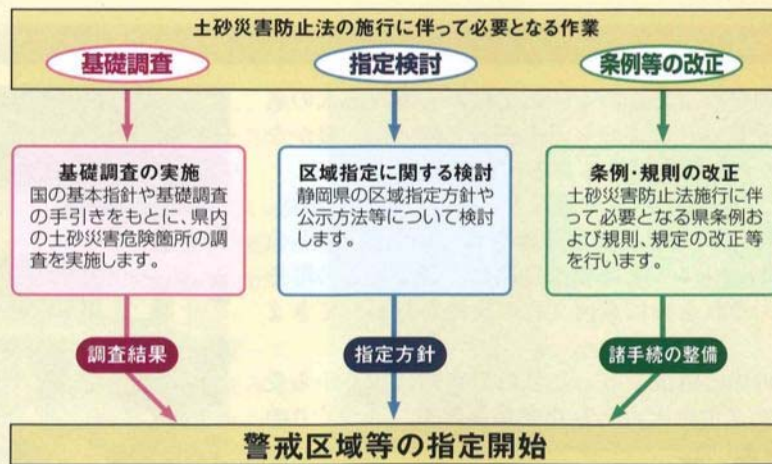 土砂災害防止法の施行に伴って必要となる作業
基礎調査
指定検討
条例等の改正
基礎調査の実施
国の基本指針や基礎調査
の手引きをもとに、県内
の土砂災害危険箇所の調
査を実施します。
区域指定に関する検討
静岡県の区域指定方針や
公示方法等について検討
します。
条例・規則の改正
土砂災害防止法施行に伴
って必要となる県条例お
よび規則、規定の改正等
を行います。
調査結果
指定方針
諸手続の整備
警戒区域等の指定開始